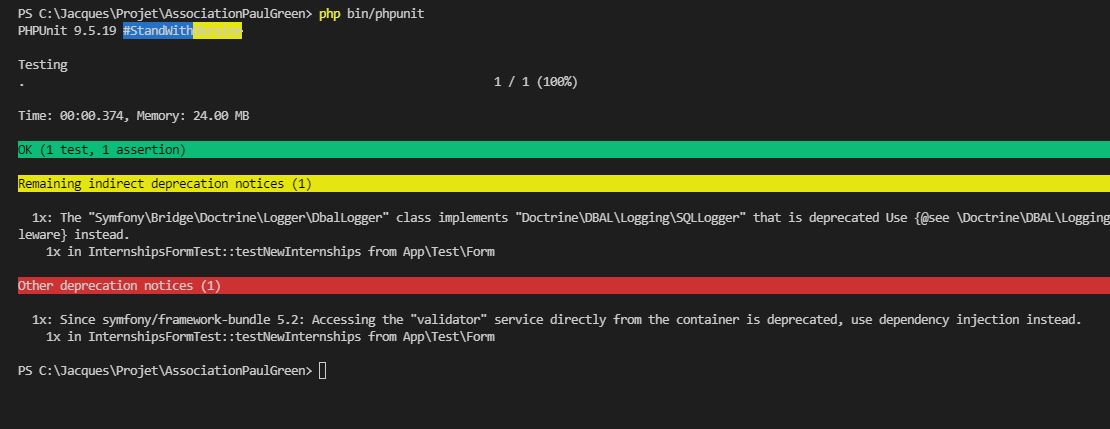 PS C:\Jacques\Projet\AssociationPaulGreen> php bin/phpunit
PHPUnit 9.5.19 #StandWith
Testing
. 1 / 1 (100%)
Time: 00:00.374, Memory: 24.00 MB
OK (1 test, 1 assertion)
Remaining indirect deprecation notices (1)
1x: The "Symfony\Bridge\Doctrine\Logger\DbalLogger" class implements "Doctrine\DBAL\Logging\SQLLogger" that is deprecated Use {@see \Doctrine\DBAL\Logging
leware} instead.
1x in InternshipsFormTest::testNewInternships from App\Test\Form
Other deprecation notices (1)
1x: Since symfony/framework-bundle 5.2: Accessing the "validator" service directly from the container is deprecated, use dependency injection instead.
1x in InternshipsFormTest::testNewInternships from App\Test\Form
PS C:\Jacques\Projet\AssociationPaulGreen>